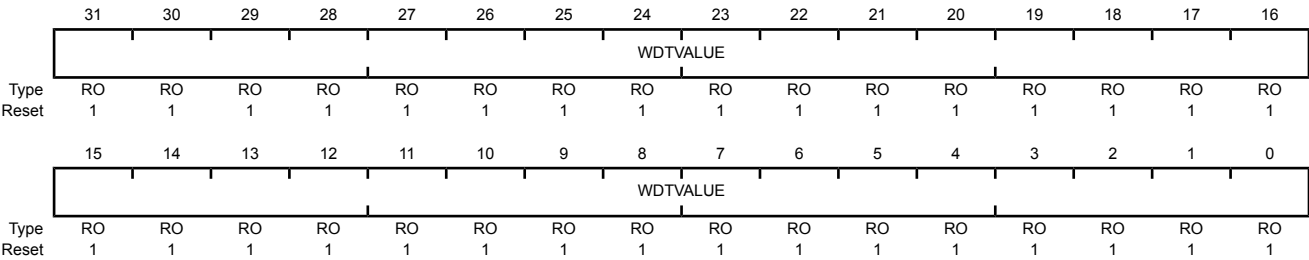 31 30 29 28 27 26 25 24 23 22 21 20 19 18 17 16
WDTVALUE
Type RO RO RO RO RO RO RO RO RO RO RO RO RO RO RO RO
Reset 1 1 1 1 1 1 1 1 1 1 1 1 1 1 1 1
15 14 13 12 11 10 9 8 7 6 5 4 3 2 1 0
WDTVALUE
Type RO RO RO RO RO RO RO RO RO RO RO RO RO RO RO RO
Reset 1 1 1 1 1 1 1 1 1 1 1 1 1 1 1 1